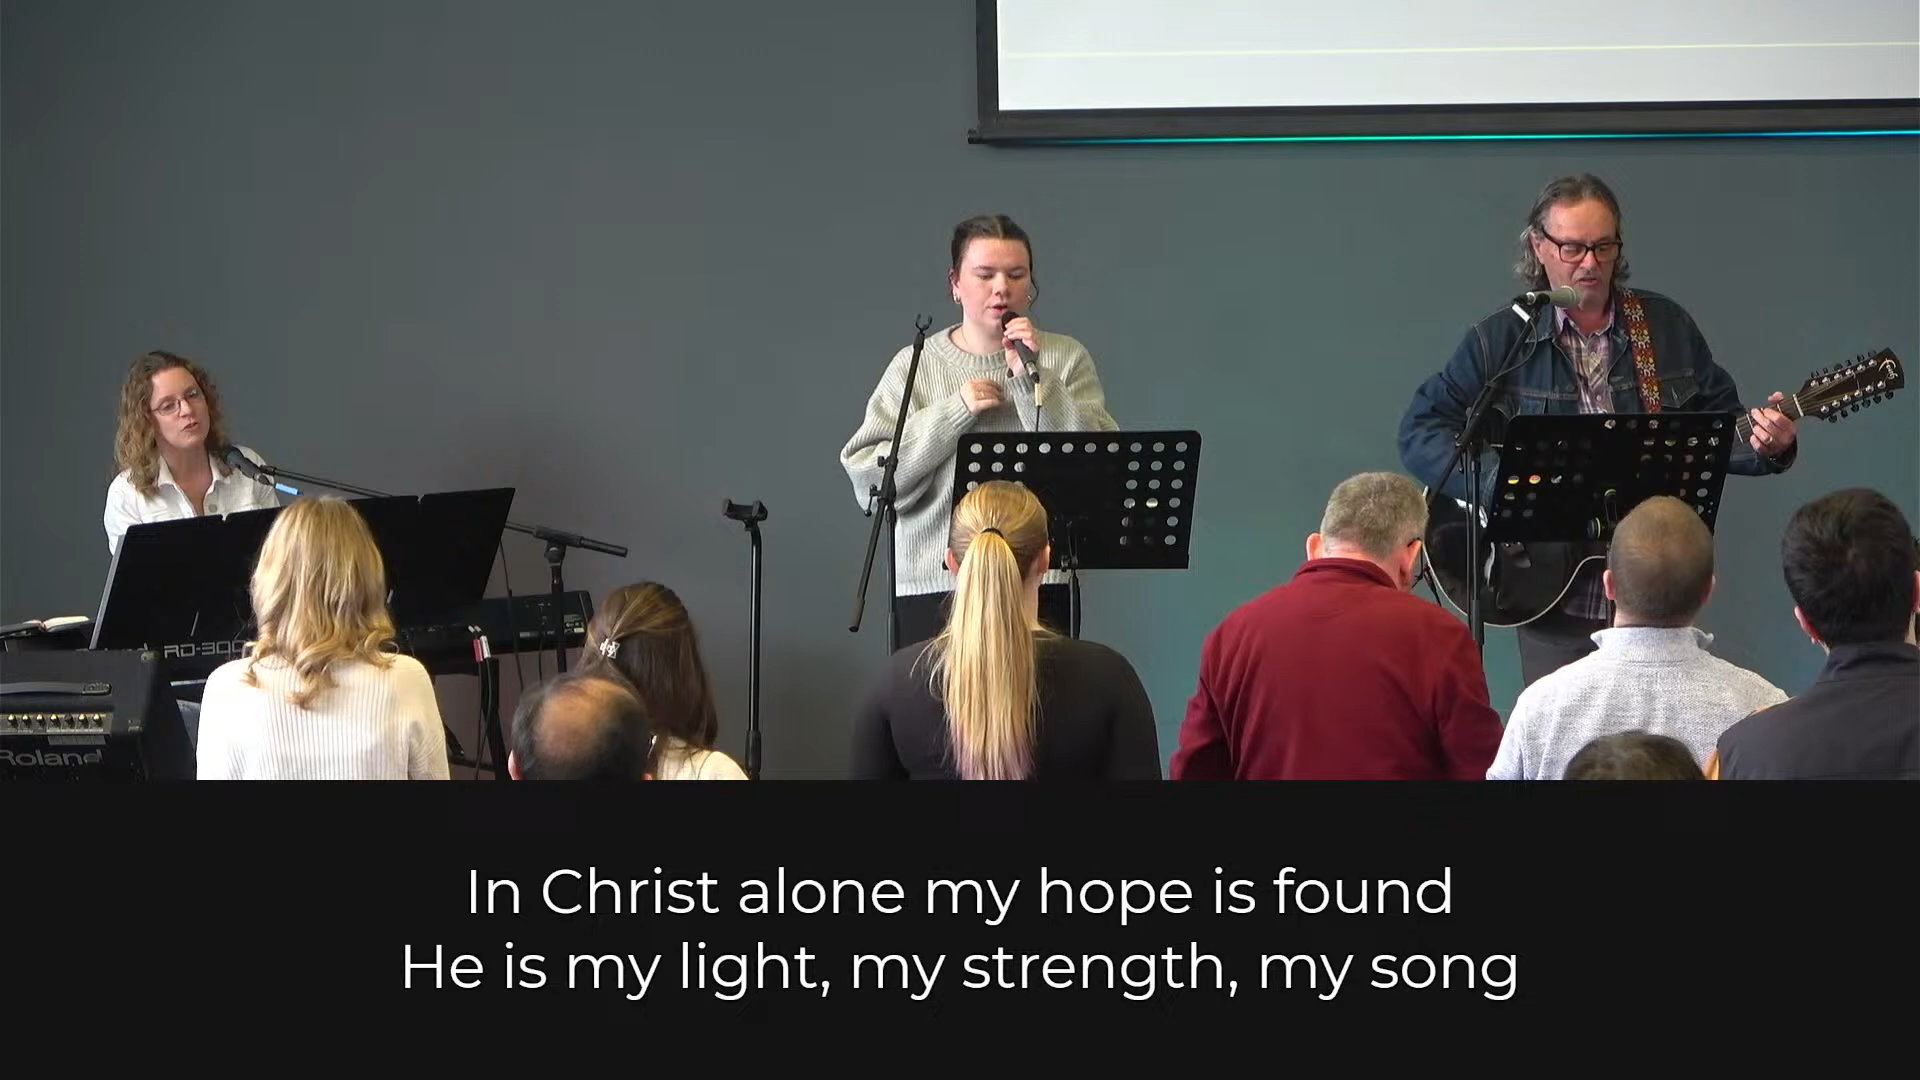 RD-300
Roland
In Christ alone my hope is found
He is my light, my strength, my song